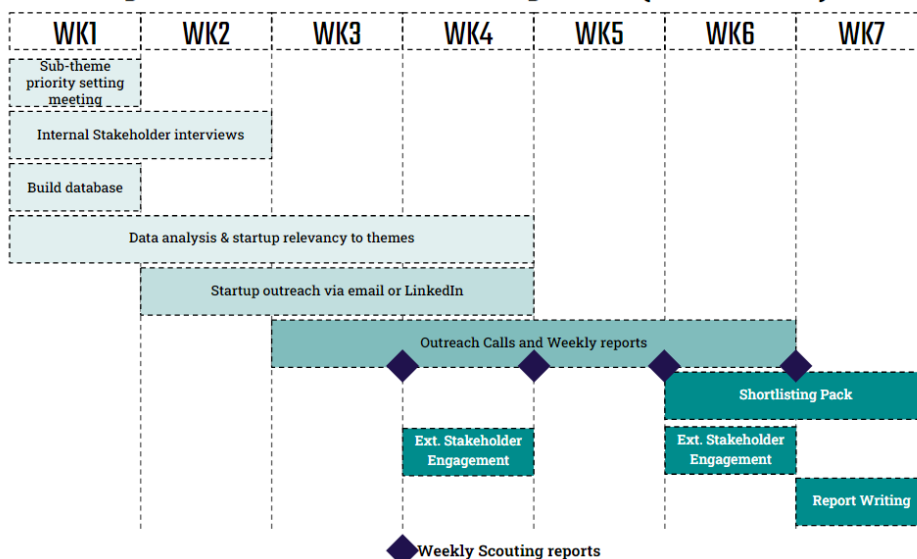 WK1 WK2 WK3 WK4 WK5 WK6 WK7
Sub-theme
priority setting
meeting
Internal Stakeholder interviews
Build database
Data analysis & startup relevancy to themes
Startup outreach via email or LinkedIn
Outreach Calls and Weekly reports
Shortlisting Pack
Ext. Stakeholder
Engagement
Ext. Stakeholder
Engagement
Report Writing
Weekly Scouting reports